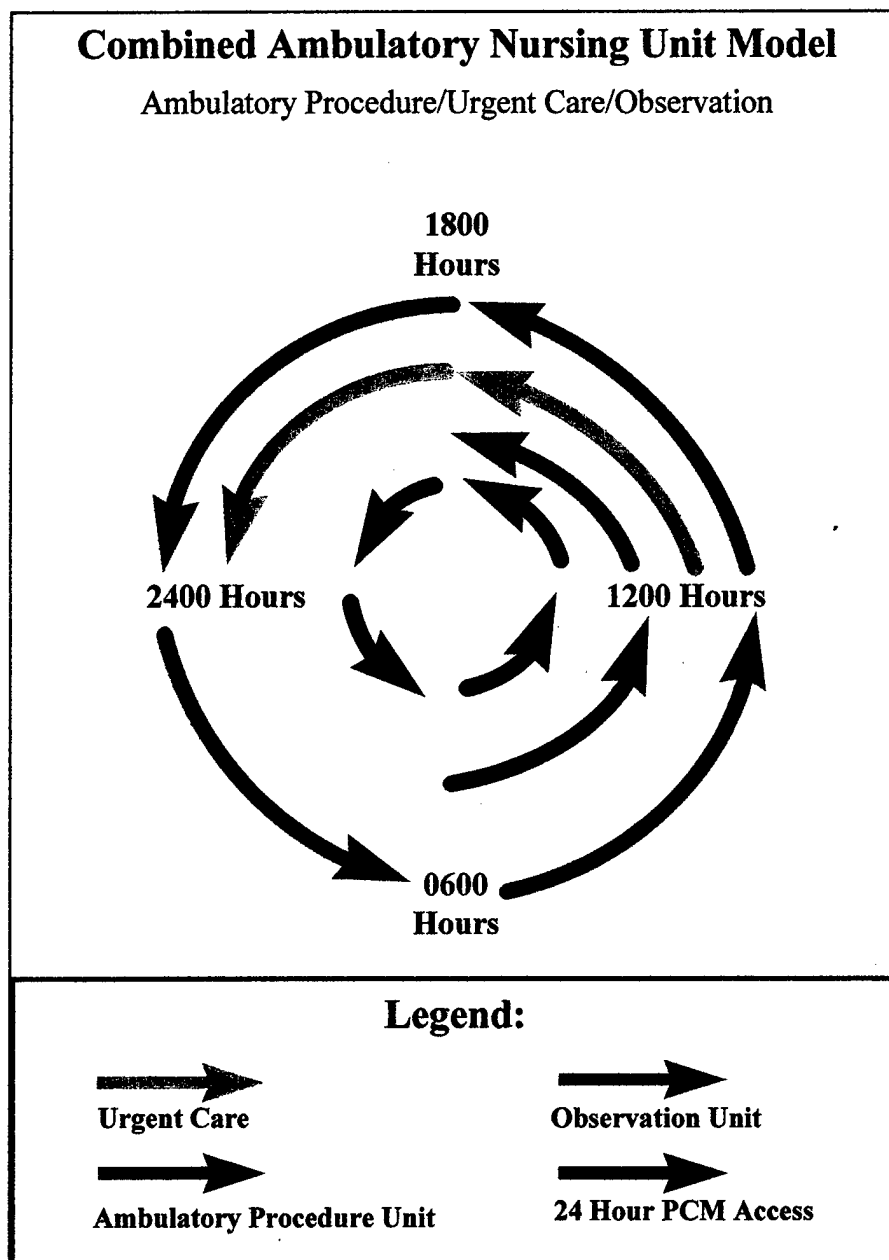 Combined Ambulatory Nursing Unit Model
Ambulatory Procedure/Urgent Care/Observation
1800
Hours
2400 Hours
1200 Hours
0600
Hours
Legend:
Urgent Care
Observation Unit
Ambulatory Procedure Unit
24 Hour PCM Access